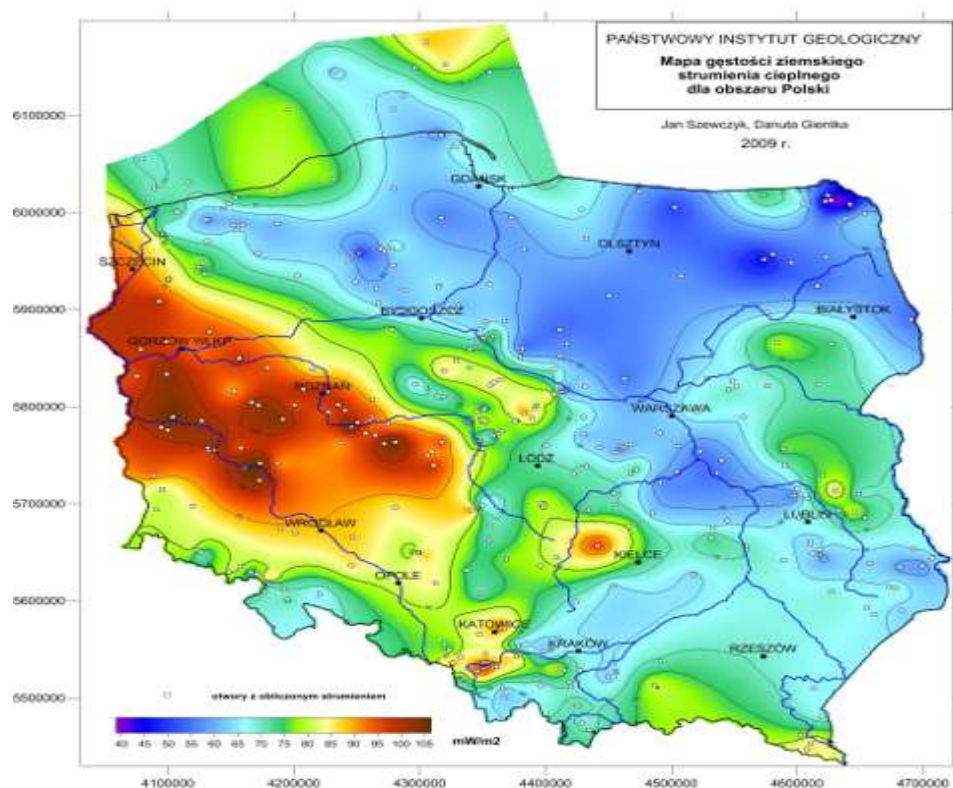 PAŃSTWOWY INSTYTUT GEOLOGICZNY
Mapa gęstości ziemskiego
strumienia cieplnego
dla obszaru Polski
Jan Szewczyk, Danuta Gientka
2009 r.
6100000
6000000
5900000
5800000
5700000
5600000
5500000
GDAŃSK
OLSZTYN
SZCZECIN
BYDGOSZCZ
BIAŁYSTOK
GORZÓW WLKP
POZNAŃ
WARSZAWA
ŁÓDŹ
LUBLIN
WROCŁAW
KIELCE
OPOLE
KATOWICE
KRAKÓW
RZESZÓW
otwory z obliczonym strumieniem
40 45 50 55 60 65 70 75 80 85 90 95 100 105
mW/m2
4100000 4200000 4300000 4400000 4500000 4600000 4700000